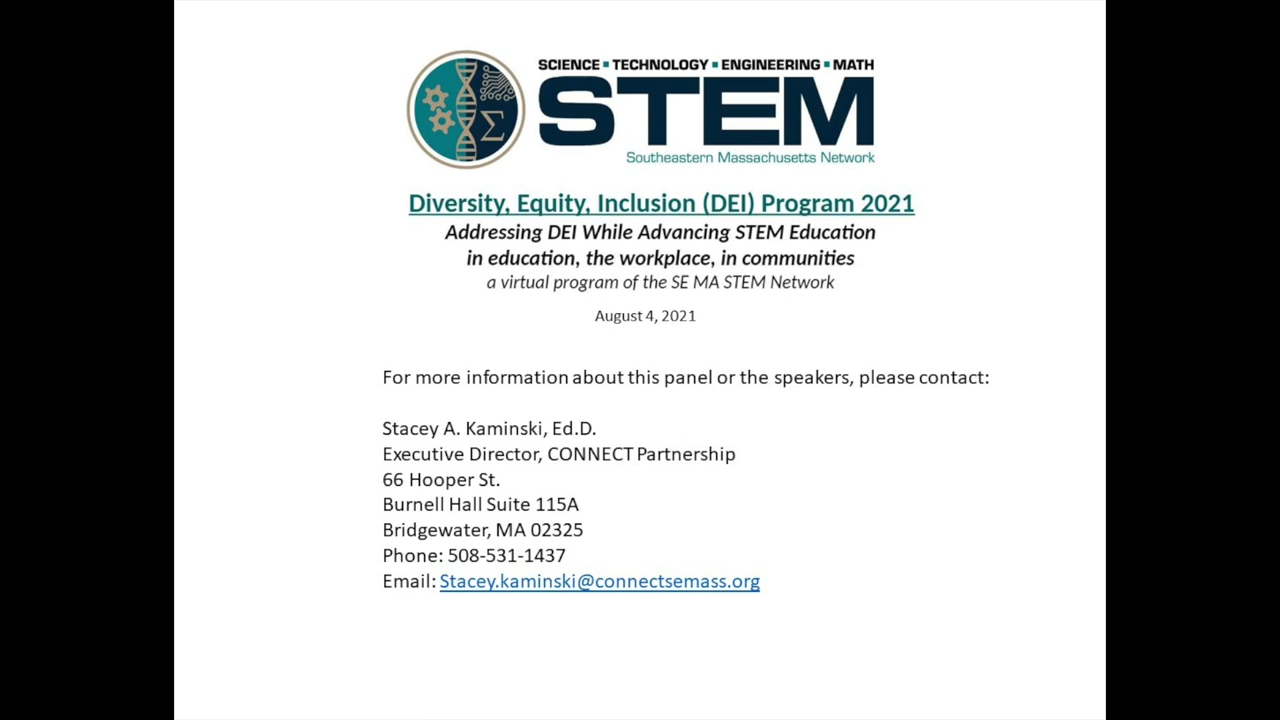 SCIENCE ▪ TECHNOLOGY ▪ ENGINEERING ▪ MATH
STEM
Southeastern Massachusetts Network
Σ
Diversity, Equity, Inclusion (DEI) Program 2021
Addressing DEI While Advancing STEM Education
in education, the workplace, in communities
a virtual program of the SE MA STEM Network
August 4, 2021
For more information about this panel or the speakers, please contact:
Stacey A. Kaminski, Ed.D.
Executive Director, CONNECT Partnership
66 Hooper St.
Burnell Hall Suite 115A
Bridgewater, MA 02325
Phone: 508-531-1437
Email: Stacey.kaminski@connectsemass.org